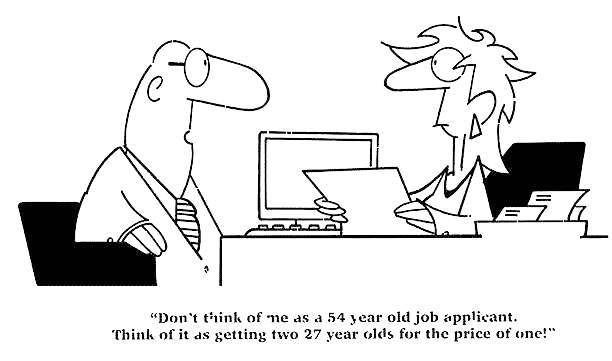 “Don't think of me as a 54 year old job applicant.
Think of it as getting two 27 year olds for the price of one!”